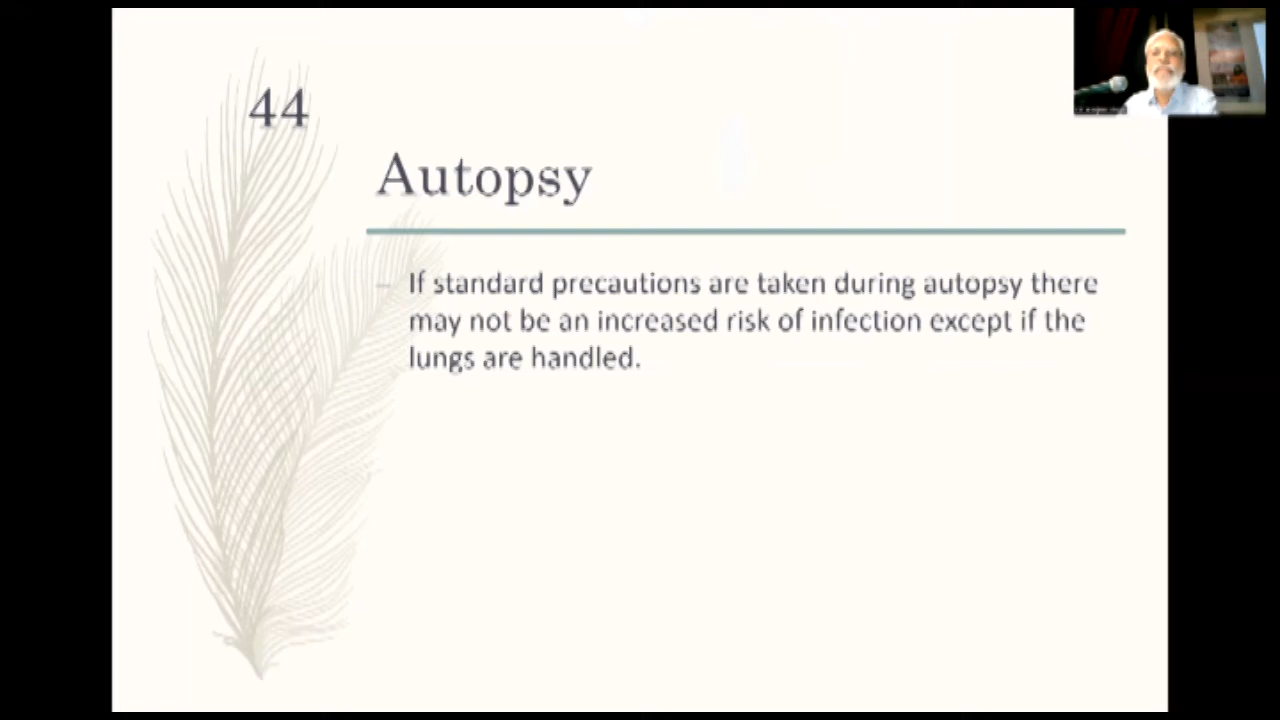 44
Autopsy
– If standard precautions are taken during autopsy there
may not be an increased risk of infection except if the
lungs are handled.